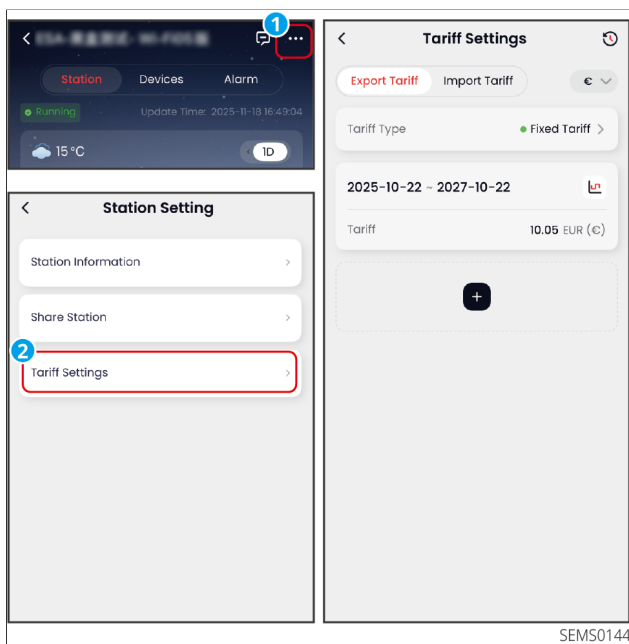 1
Station Devices Alarm
Running Update Time: 2025-11-18 16:49:04
15 °C 1D
Station Setting
Station Information
Share Station
2
Tariff Settings
Tariff Settings
Export Tariff Import Tariff €
Tariff Type Fixed Tariff
2025-10-22 ~ 2027-10-22
Tariff 10.05 EUR (€)
+
SEMS0144